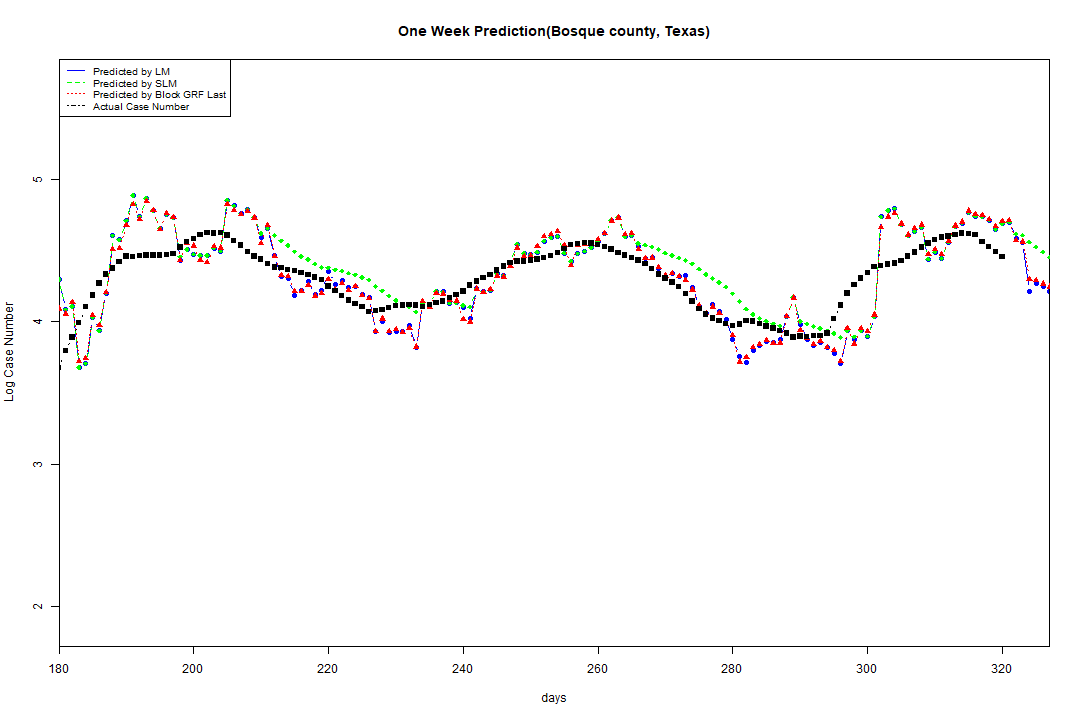 One Week Prediction(Bosque county, Texas)
Predicted by LM
Predicted by SLM
Predicted by Block GRF Last
Actual Case Number
Log Case Number
5
4
3
2
180 200 220 240 260 280 300 320
days